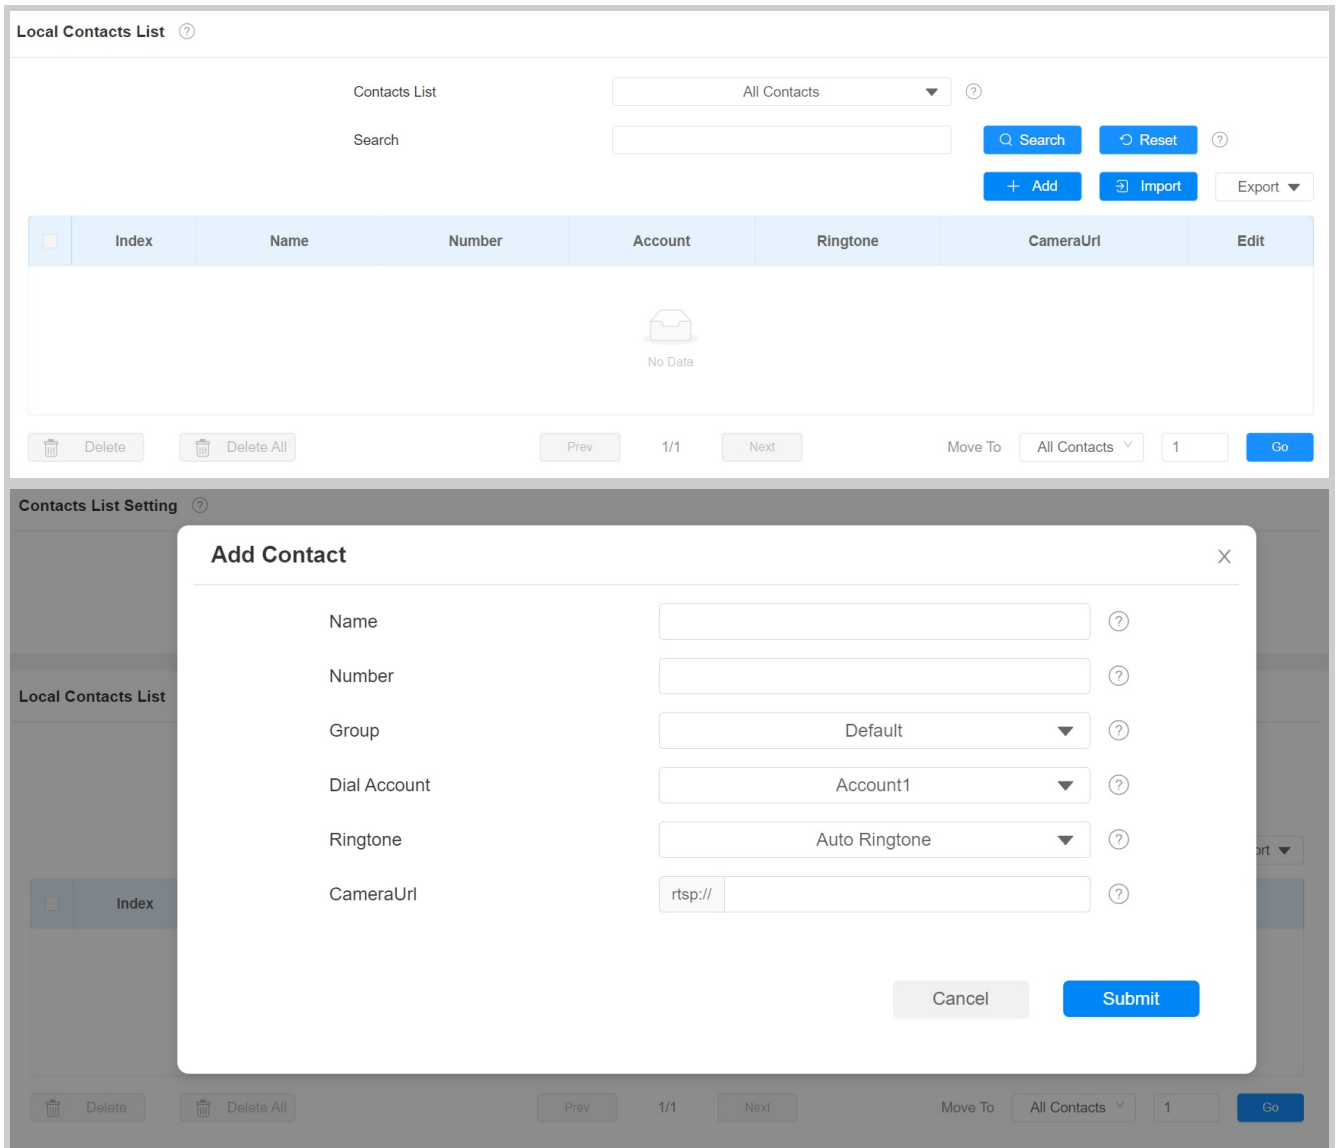 Local Contacts List ?
Contacts List All Contacts ?
Search Search Reset ?
Add Import Export
Index Name Number Account Ringtone CameraUrl Edit
No Data
Delete Delete All Prev 1/1 Next Move To All Contacts 1 Go
Contacts List Setting ?
Add Contact X
Name ?
Number ?
Local Contacts List
Group Default ?
Dial Account Account1 ?
Ringtone Auto Ringtone ?
ort
CameraUrl rtsp:// ?
Index
Cancel Submit
Delete Delete All Prev 1/1 Next Move To All Contacts 1 Go